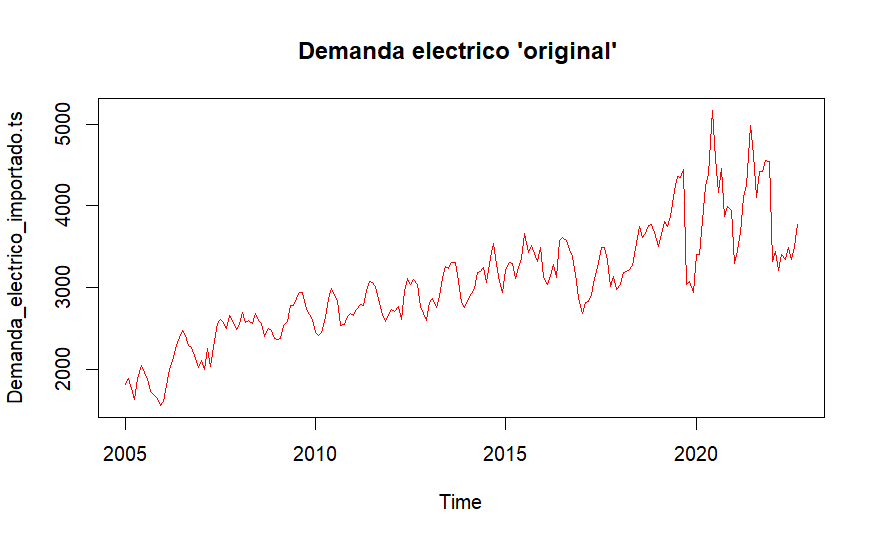 Demanda electrico 'original'
Demanda_electrico_importado.ts
5000
4000
3000
2000
2005 2010 2015 2020
Time